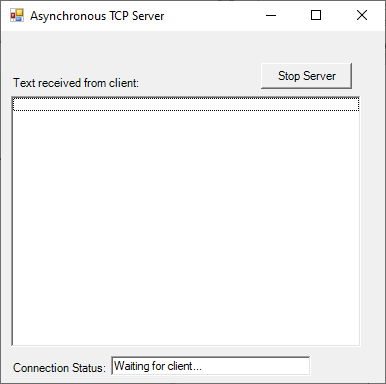 Asynchronous TCP Server
Stop Server
Text received from client:
Connection Status: Waiting for client...